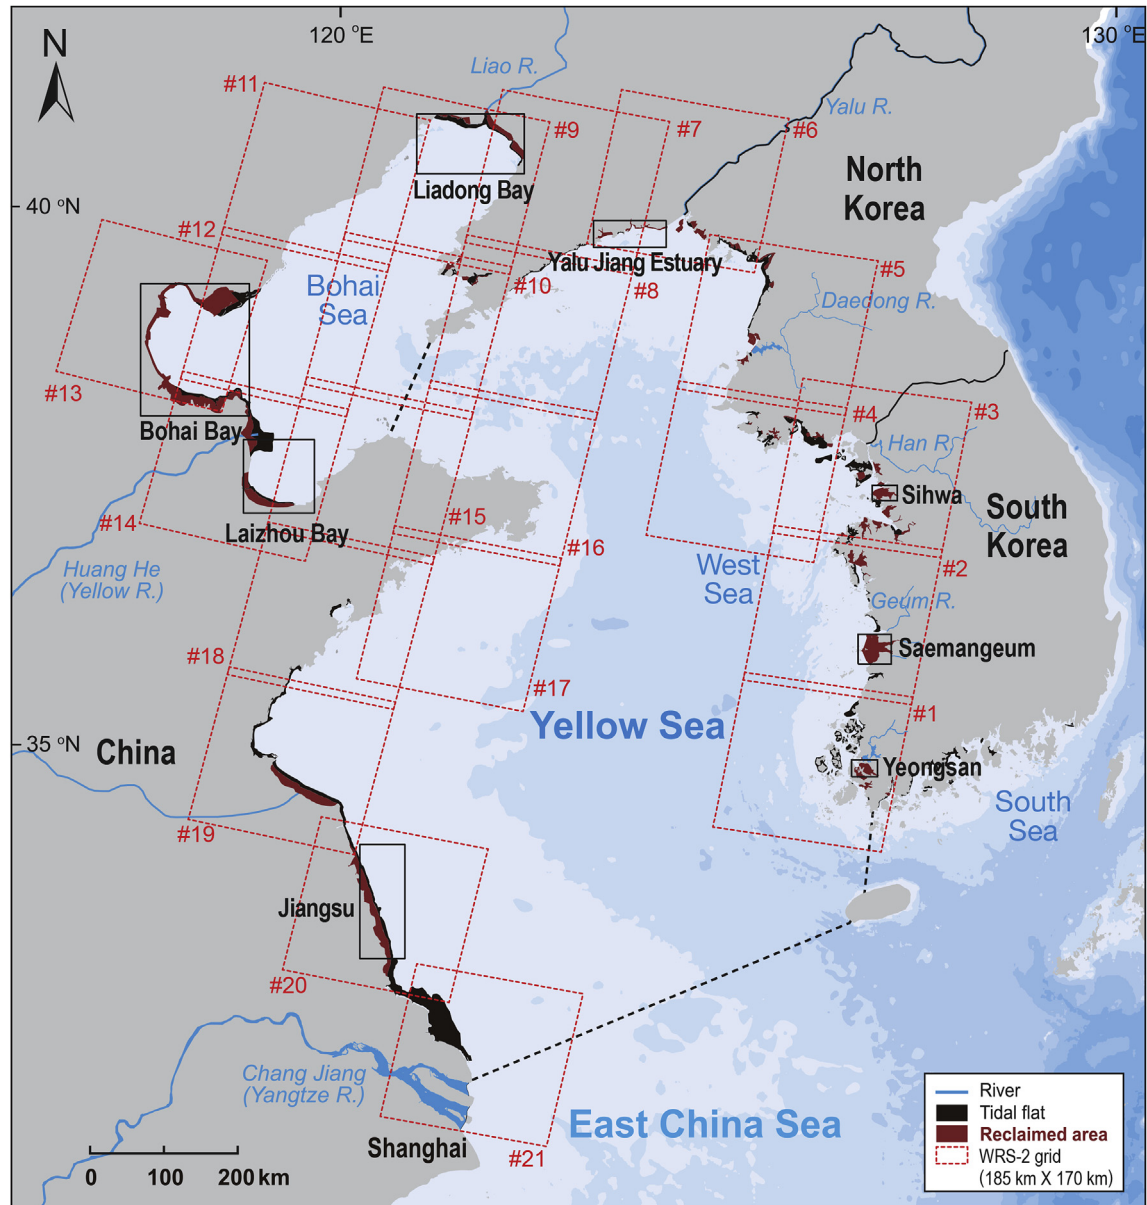 N
120 °E
130 °E
#11
Liao R.
#9
#7
#6
Yalu R.
Liadong Bay
North
Korea
40 °N
#12
Yalu Jiang Estuary
#5
Bohai
Sea
#10
#8
Daedong R.
#13
Bohai Bay
#4
#3
Han R.
Sihwa
#14
Laizhou Bay
#15
South
Korea
#16
Huang He
(Yellow R.)
West
Sea
#2
Geum R.
Saemangeum
#18
#17
#1
Yellow Sea
35 °N
China
Yeongsan
South
Sea
#19
Jiangsu
#20
Chang Jiang
(Yangtze R.)
East China Sea
Shanghai
#21
0 100 200 km
River
Tidal flat
Reclaimed area
WRS-2 grid
(185 km X 170 km)